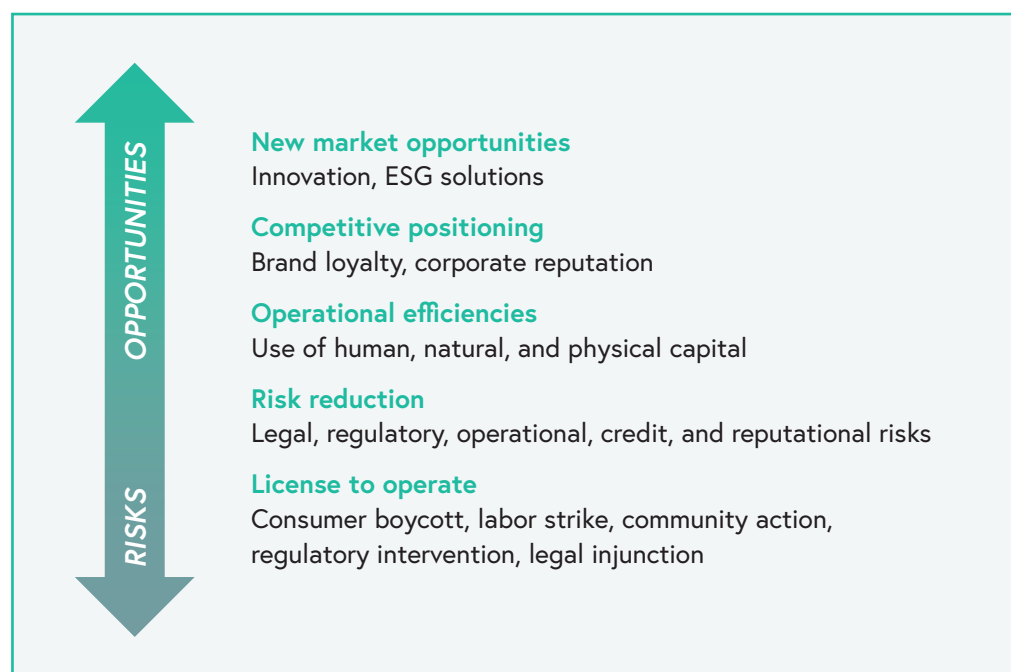 OPPORTUNITIES
RISKS
New market opportunities
Innovation, ESG solutions
Competitive positioning
Brand loyalty, corporate reputation
Operational efficiencies
Use of human, natural, and physical capital
Risk reduction
Legal, regulatory, operational, credit, and reputational risks
License to operate
Consumer boycott, labor strike, community action,
regulatory intervention, legal injunction